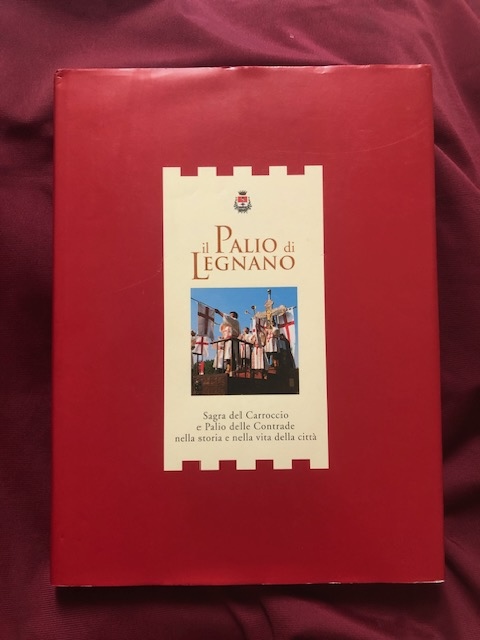 il PALIO di
LEGNANO
Sagra del Carroccio
e Palio delle Contrade
nella storia e nella vita della città